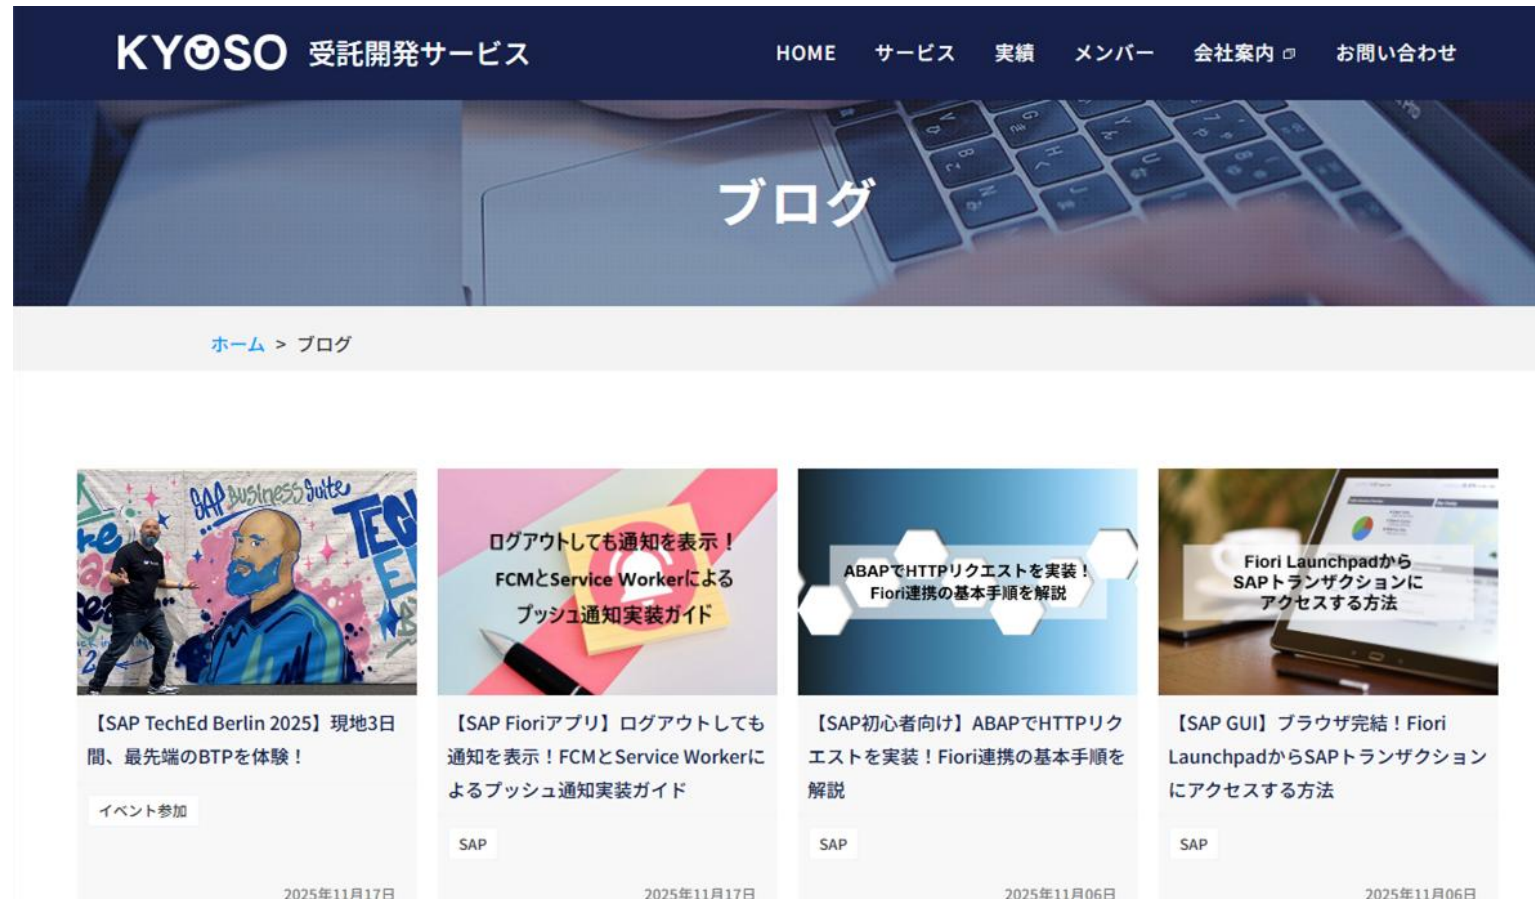 KYOSO 受託開発サービス
HOME サービス 実績 メンバー 会社案内 お問い合わせ
ブログ
ホーム > ブログ
SAP Business Suite
ログアウトしても通知を表示！
FCMとService Workerによる
プッシュ通知実装ガイド
ABAPでHTTPリクエストを実装！
Fiori連携の基本手順を解説
Fiori Launchpadから
SAPトランザクションに
アクセスする方法
【SAP TechEd Berlin 2025】現地3日
間、最先端のBTPを体験！
イベント参加
2025年11月17日
【SAP Fioriアプリ】ログアウトしても
通知を表示！FCMとService Workerに
よるプッシュ通知実装ガイド
SAP
2025年11月17日
【SAP初心者向け】ABAPでHTTPリク
エストを実装！Fiori連携の基本手順を
解説
SAP
2025年11月06日
【SAP GUI】ブラウザ完結！Fiori
LaunchpadからSAPトランザクション
にアクセスする方法
SAP
2025年11月06日